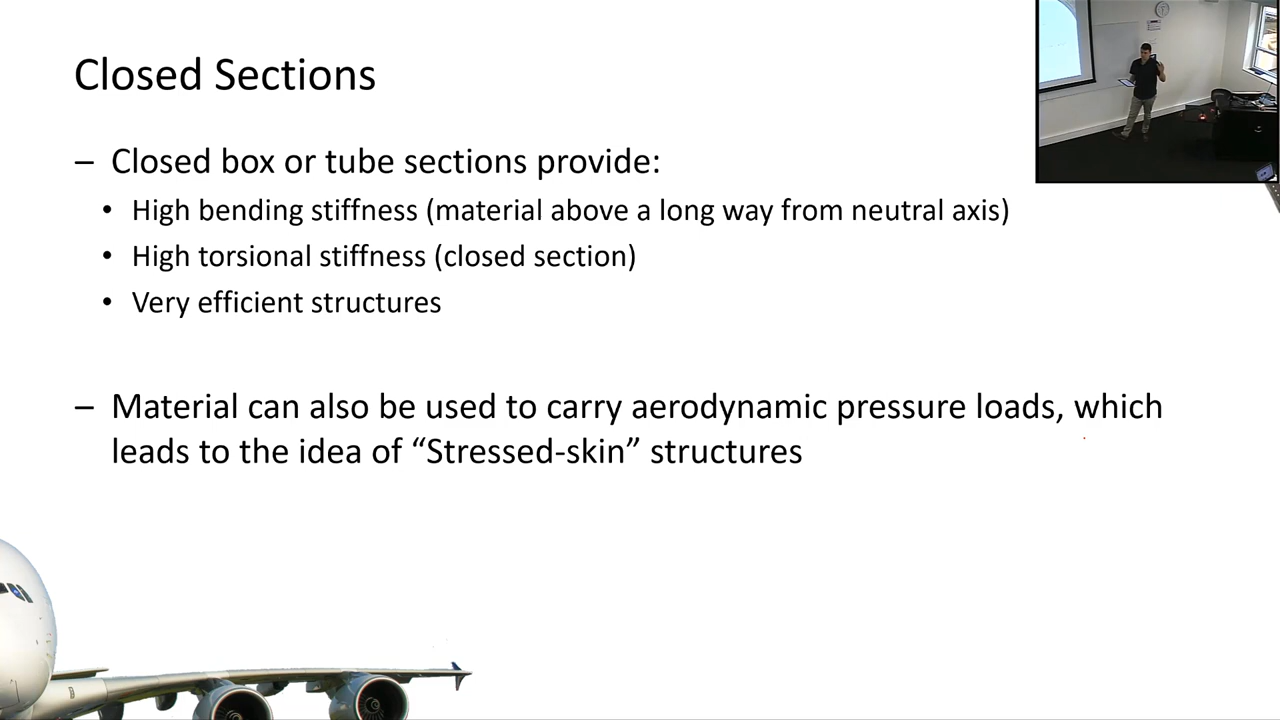 Closed Sections
– Closed box or tube sections provide:
• High bending stiffness (material above a long way from neutral axis)
• High torsional stiffness (closed section)
• Very efficient structures
– Material can also be used to carry aerodynamic pressure loads, which
leads to the idea of “Stressed-skin” structures